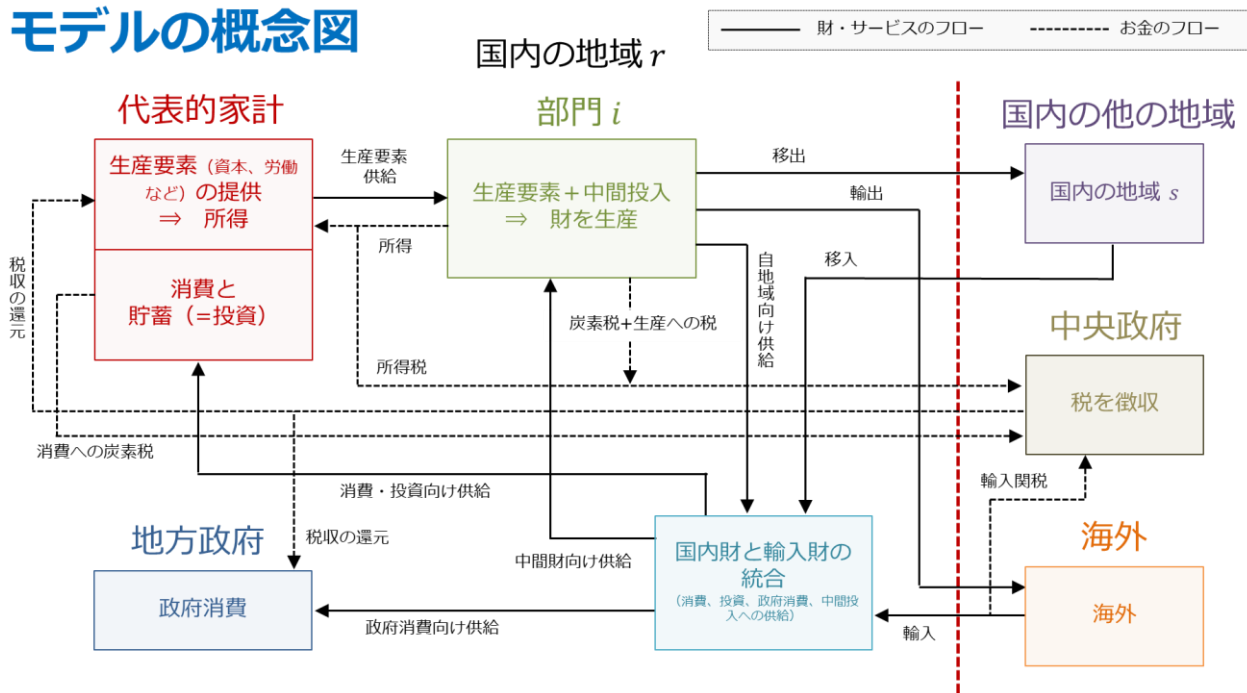 モデルの概念図
財・サービスのフロー
お金のフロー
国内の地域 r
代表的家計
部門 i
国内の他の地域
生産要素（資本、労働
など）の提供
⇒ 所得
生産要素
供給
生産要素＋中間投入
⇒ 財を生産
移出
国内の地域 s
輸出
所得
税収の還元
消費と
貯蓄（=投資）
自地域向け供給
移入
炭素税+生産への税
中央政府
所得税
税を徴収
消費への炭素税
消費・投資向け供給
輸入関税
地方政府
税収の還元
中間財向け供給
国内財と輸入財の
統合
（消費、投資、政府消費、中間投
入への供給）
海外
政府消費
海外
政府消費向け供給
輸入